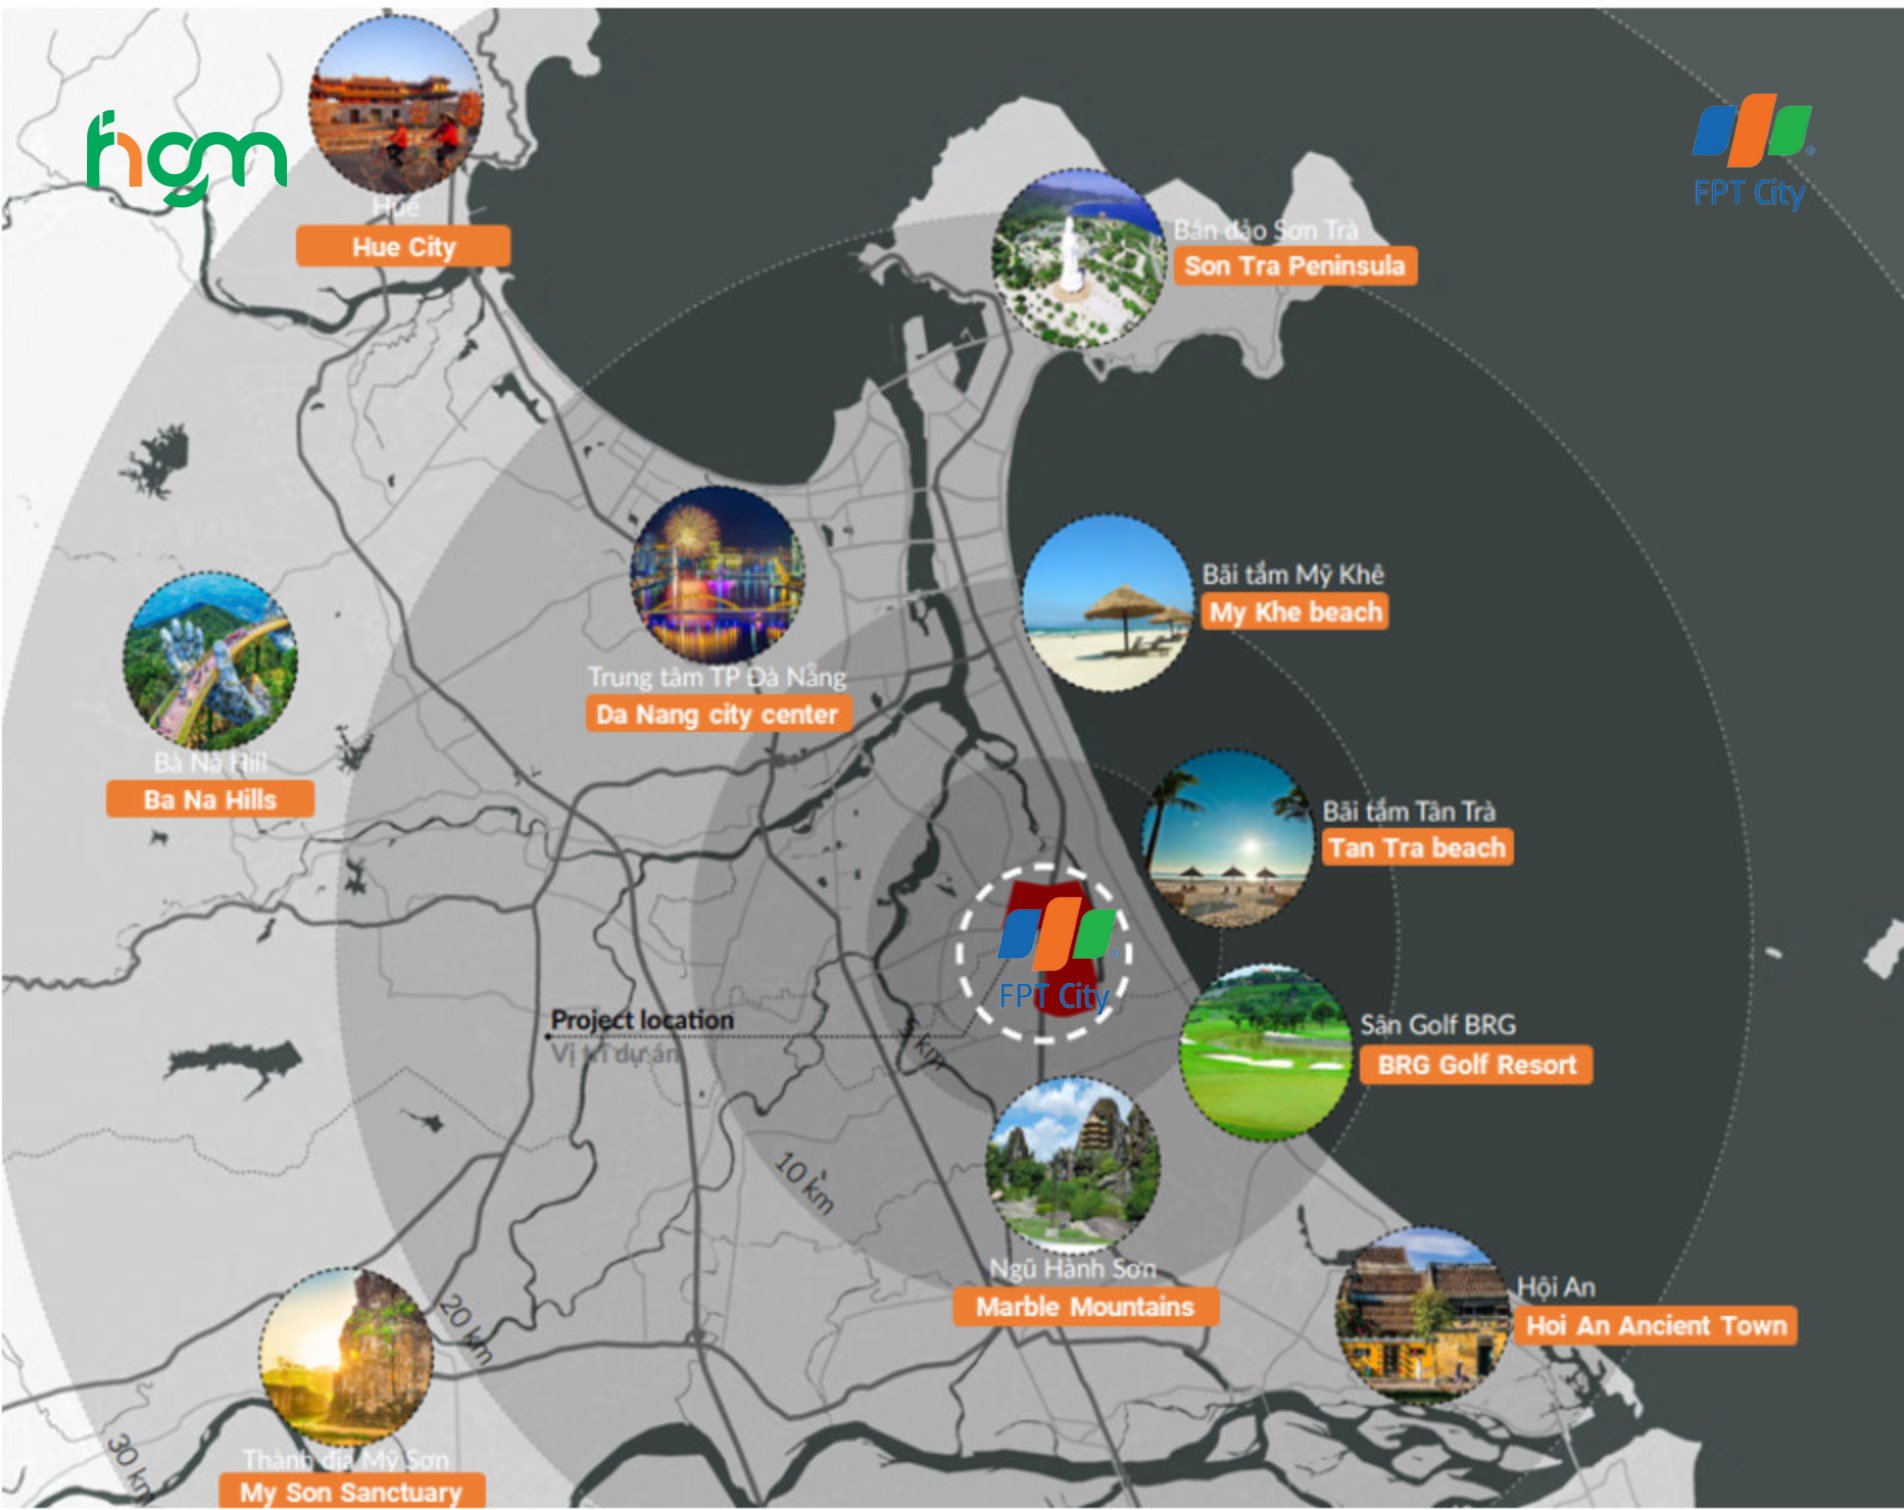 hgm
FPT City
Huế
Hue City
Bán đảo Sơn Trà
Son Tra Peninsula
Bãi tắm Mỹ Khê
My Khe beach
Trung tâm TP Đà Nẵng
Da Nang city center
Bà Nà Hill
Ba Na Hills
Bãi tắm Tân Trà
Tan Tra beach
FPT City
Project location
Vị trí dự án
Sân Golf BRG
BRG Golf Resort
5 km
10 km
Ngũ Hành Sơn
Marble Mountains
Hội An
Hoi An Ancient Town
20 km
30 km
Thành địa Mỹ Sơn
My Son Sanctuary